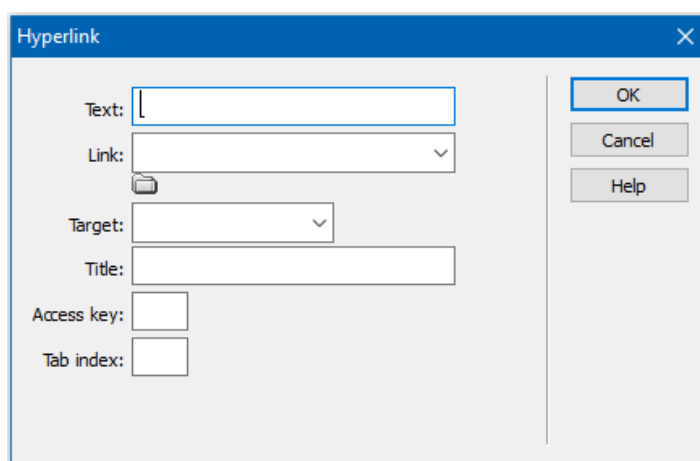 Hyperlink
Text:
Link:
Target:
Title:
Access key:
Tab index:
OK
Cancel
Help